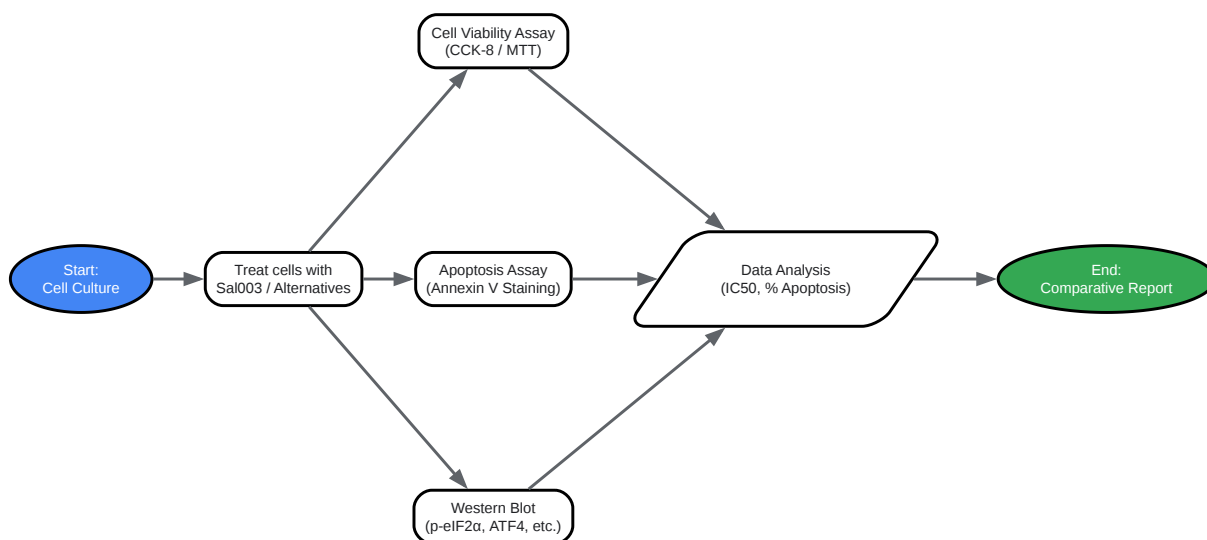 Cell Viability Assay
(CCK-8 / MTT)
Start:
Cell Culture
Treat cells with
Sal003 / Alternatives
Apoptosis Assay
(Annexin V Staining)
Data Analysis
(IC50, % Apoptosis)
End:
Comparative Report
Western Blot
(p-eIF2α, ATF4, etc.)